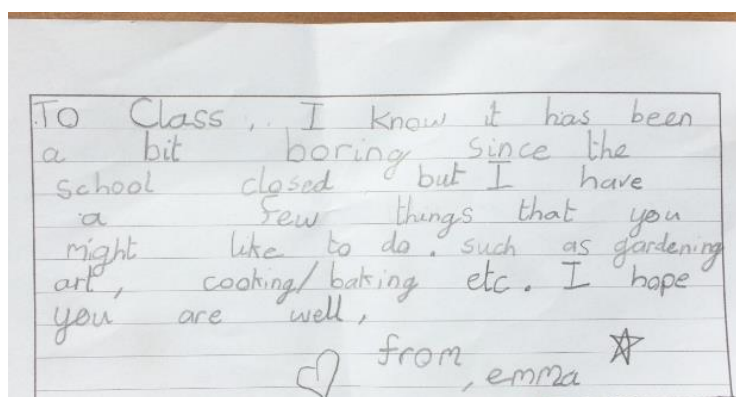 To Class, I know it has been
a bit boring since the
school closed but I have
a few things that you
might like to do. such as gardening
art, cooking/baking etc. I hope
you are well,
from
, emma